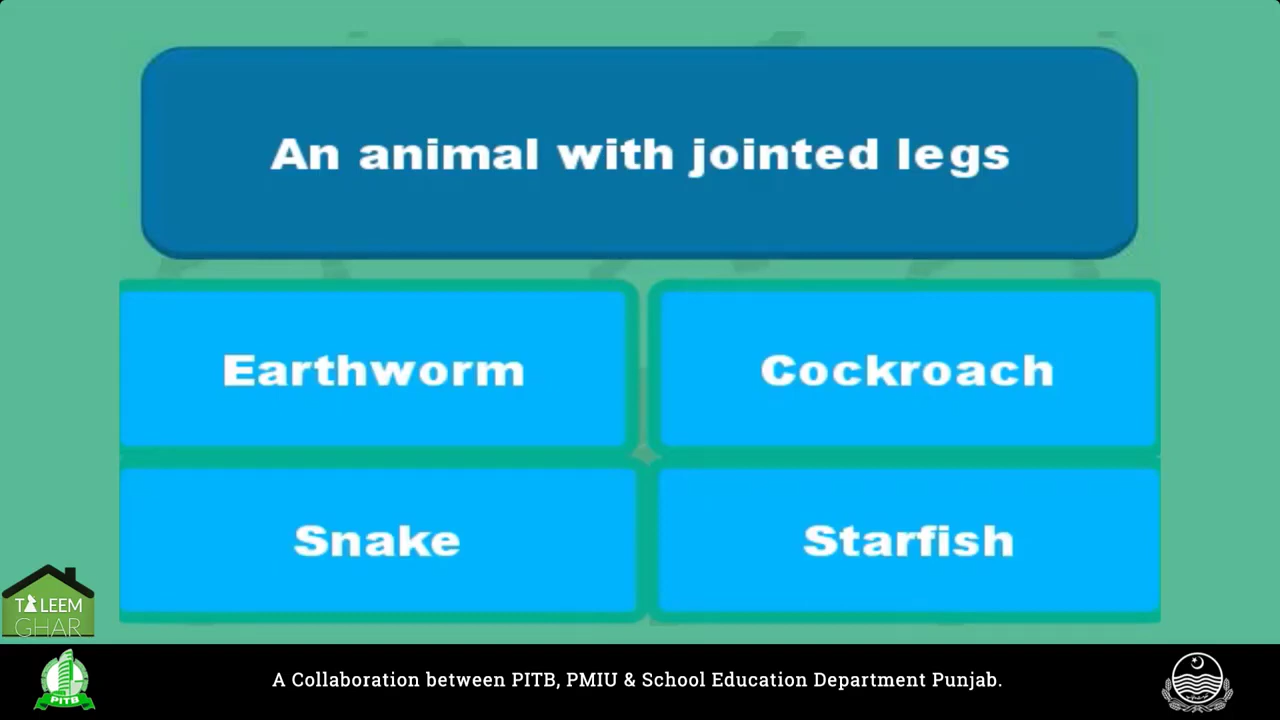 An animal with jointed legs
Earthworm
Cockroach
Snake
Starfish
TALEEM
GHAR
PITB
A Collaboration between PITB, PMIU & School Education Department Punjab.